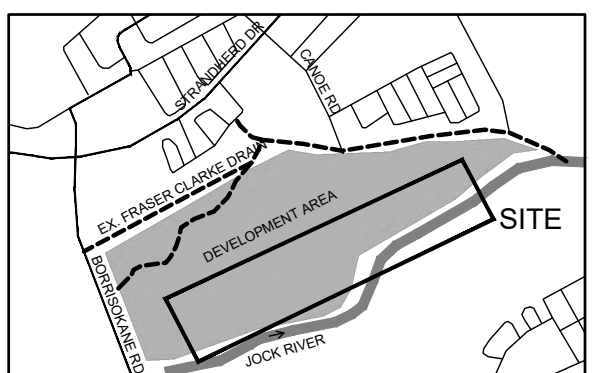 STRANDHERD DR
CANOE RD
EX. FRASER CLARKE DRAIN
DEVELOPMENT AREA
SITE
BORRISOKANE RD
JOCK RIVER